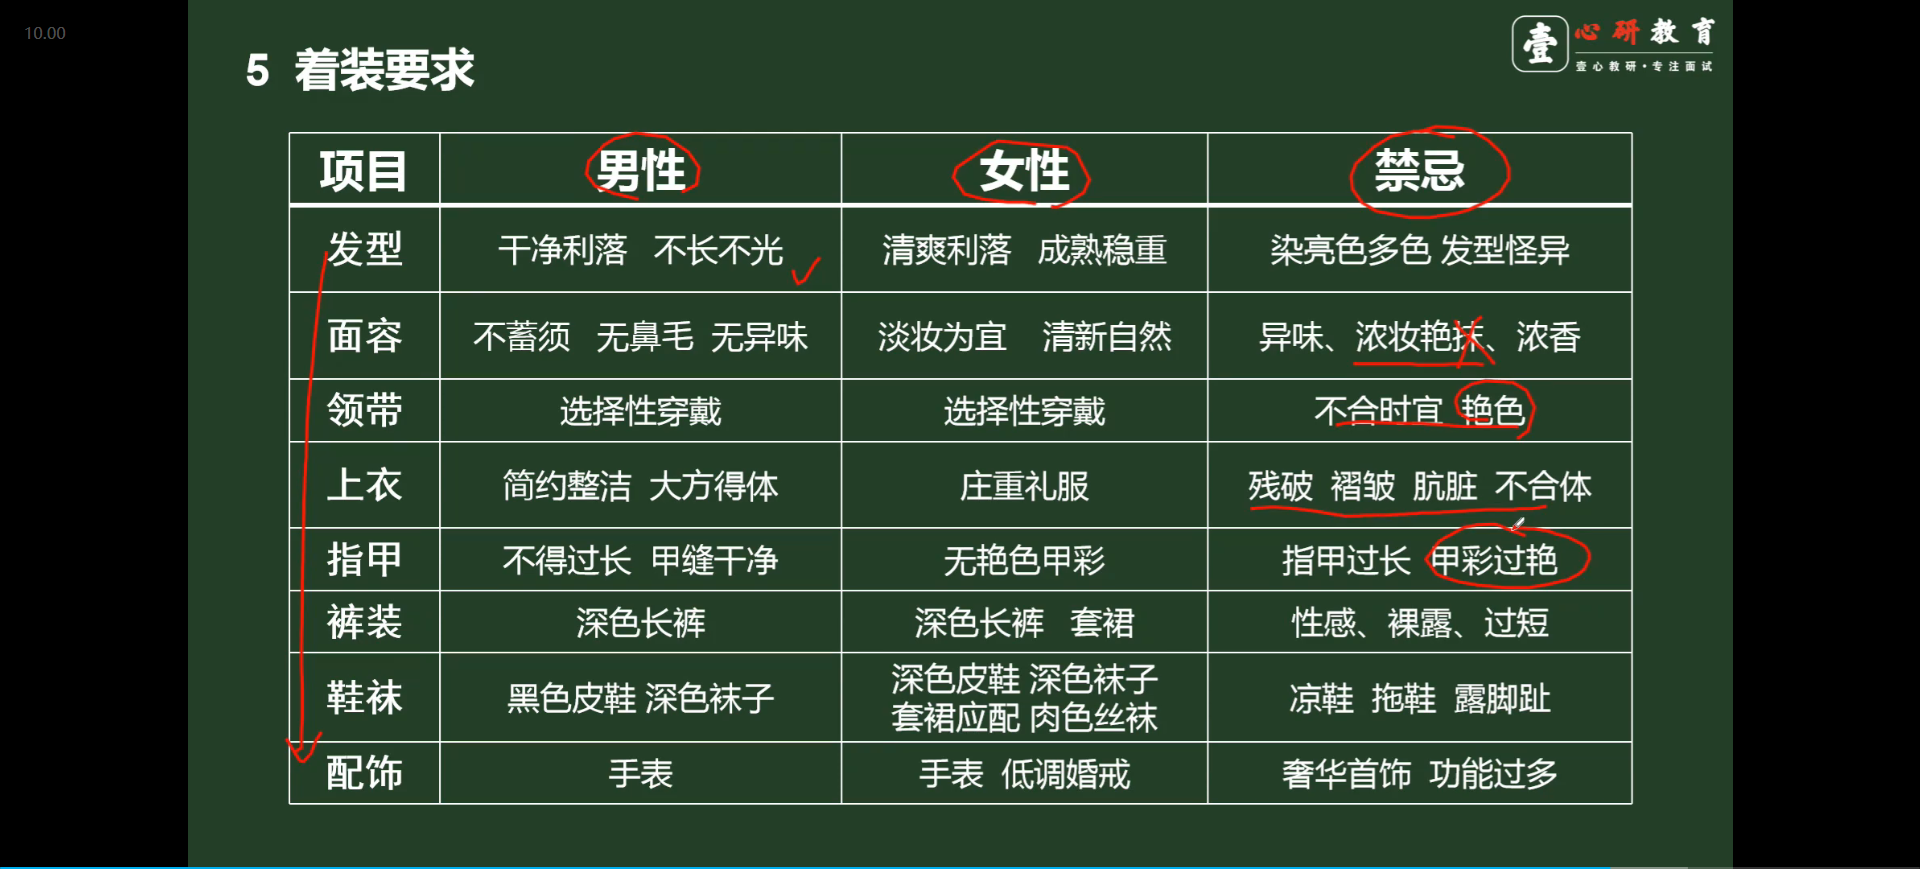 10.00
壹 心研教育
壹心教研·专注面试
5 着装要求
项目 男性 女性 禁忌
发型 干净利落 不长不光 清爽利落 成熟稳重 染亮色多色 发型怪异
面容 不蓄须 无鼻毛 无异味 淡妆为宜 清新自然 异味、浓妆艳抹、浓香
领带 选择性穿戴 选择性穿戴 不合时宜 艳色
上衣 简约整洁 大方得体 庄重礼服 残破 褶皱 肮脏 不合体
指甲 不得过长 甲缝干净 无艳色甲彩 指甲过长 甲彩过艳
裤装 深色长裤 深色长裤 套裙 性感、裸露、过短
鞋袜 黑色皮鞋 深色袜子 深色皮鞋 深色袜子 凉鞋 拖鞋 露脚趾
套裙应配 肉色丝袜
配饰 手表 手表 低调婚戒 奢华首饰 功能过多